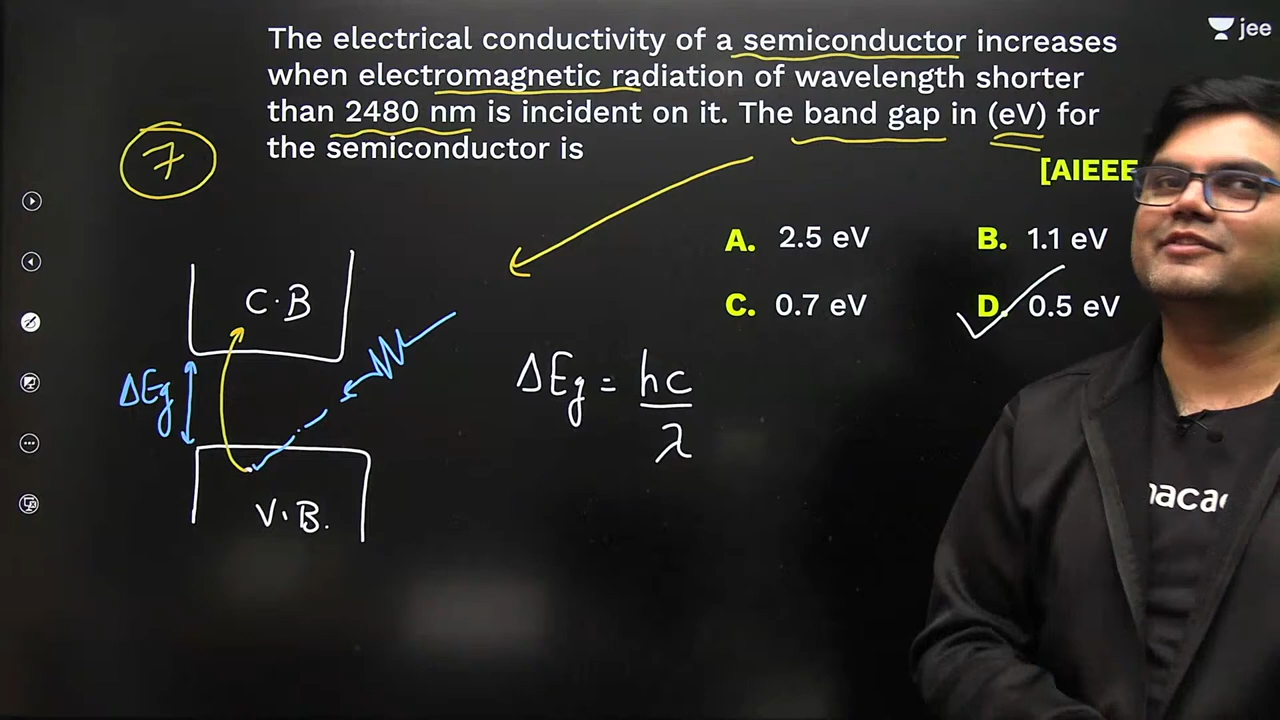 The electrical conductivity of a semiconductor increases
when electromagnetic radiation of wavelength shorter
than 2480 nm is incident on it. The band gap in (eV) for
the semiconductor is
jee
7
[AIEEE
A. 2.5 eV
B. 1.1 eV
C. 0.7 eV
D. 0.5 eV
C.B
ΔEg
ΔEg = hc
λ
V.B.
naca